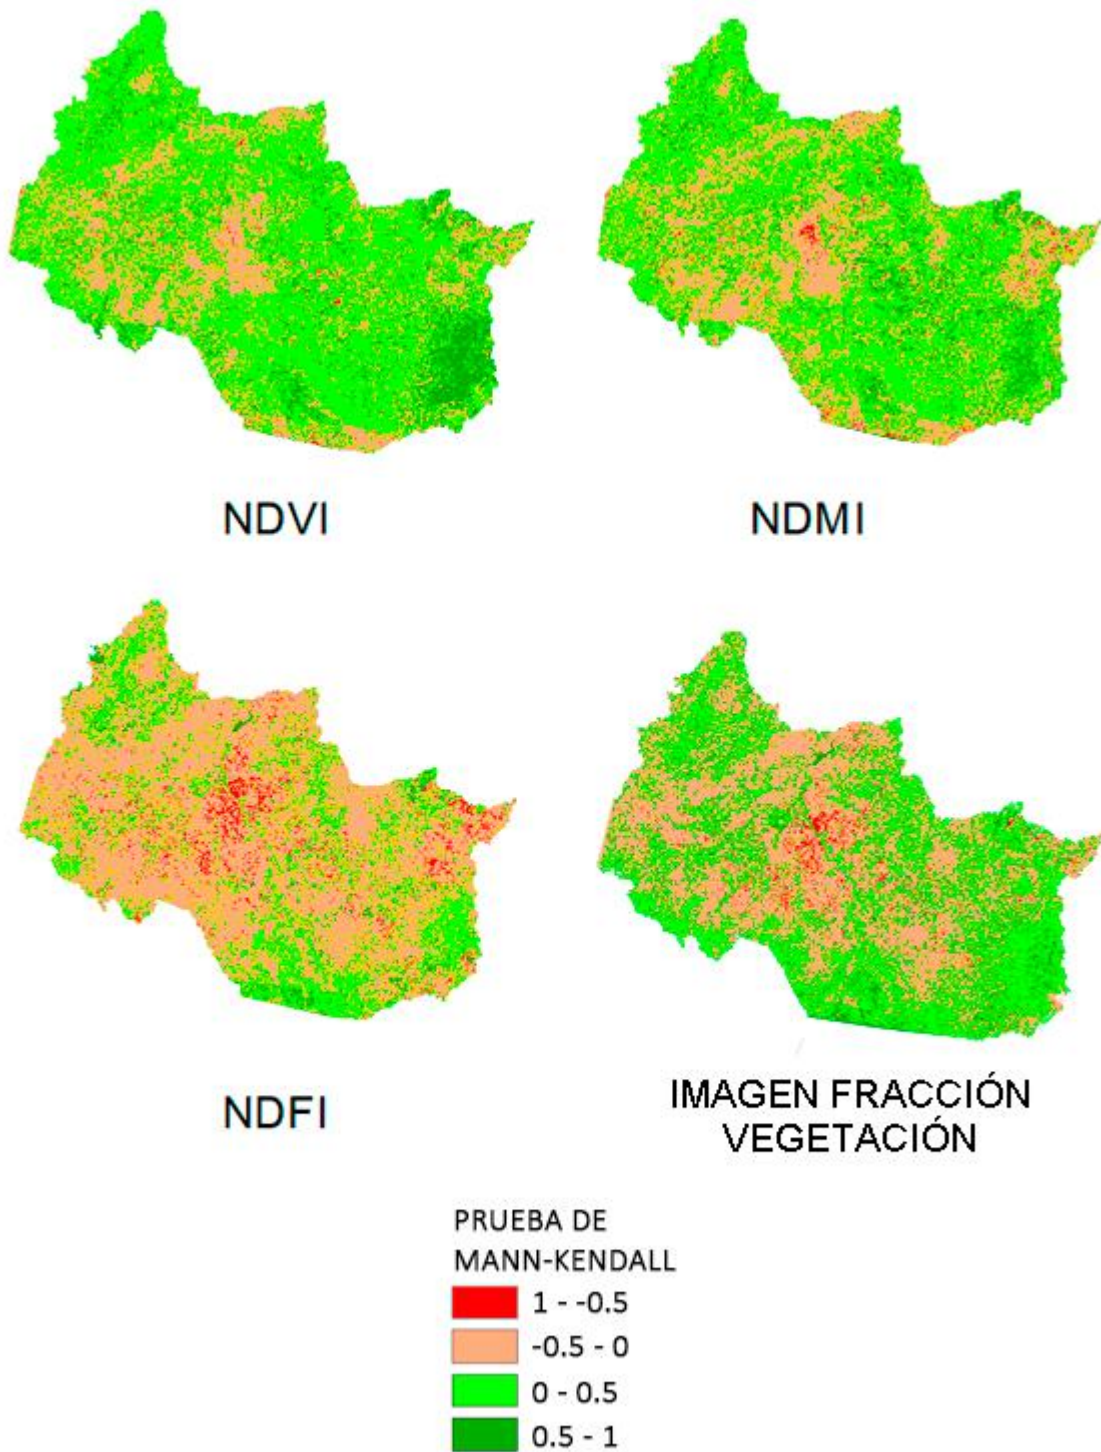 NDVI
NDMI
NDFI
IMAGEN FRACCIÓN
VEGETACIÓN
PRUEBA DE
MANN-KENDALL
1 - -0.5
-0.5 - 0
0 - 0.5
0.5 - 1